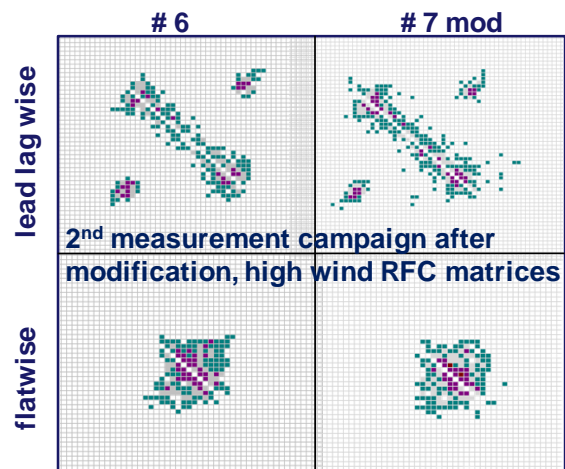 # 6 # 7 mod
lead lag wise
2nd measurement campaign after
modification, high wind RFC matrices
flatwise